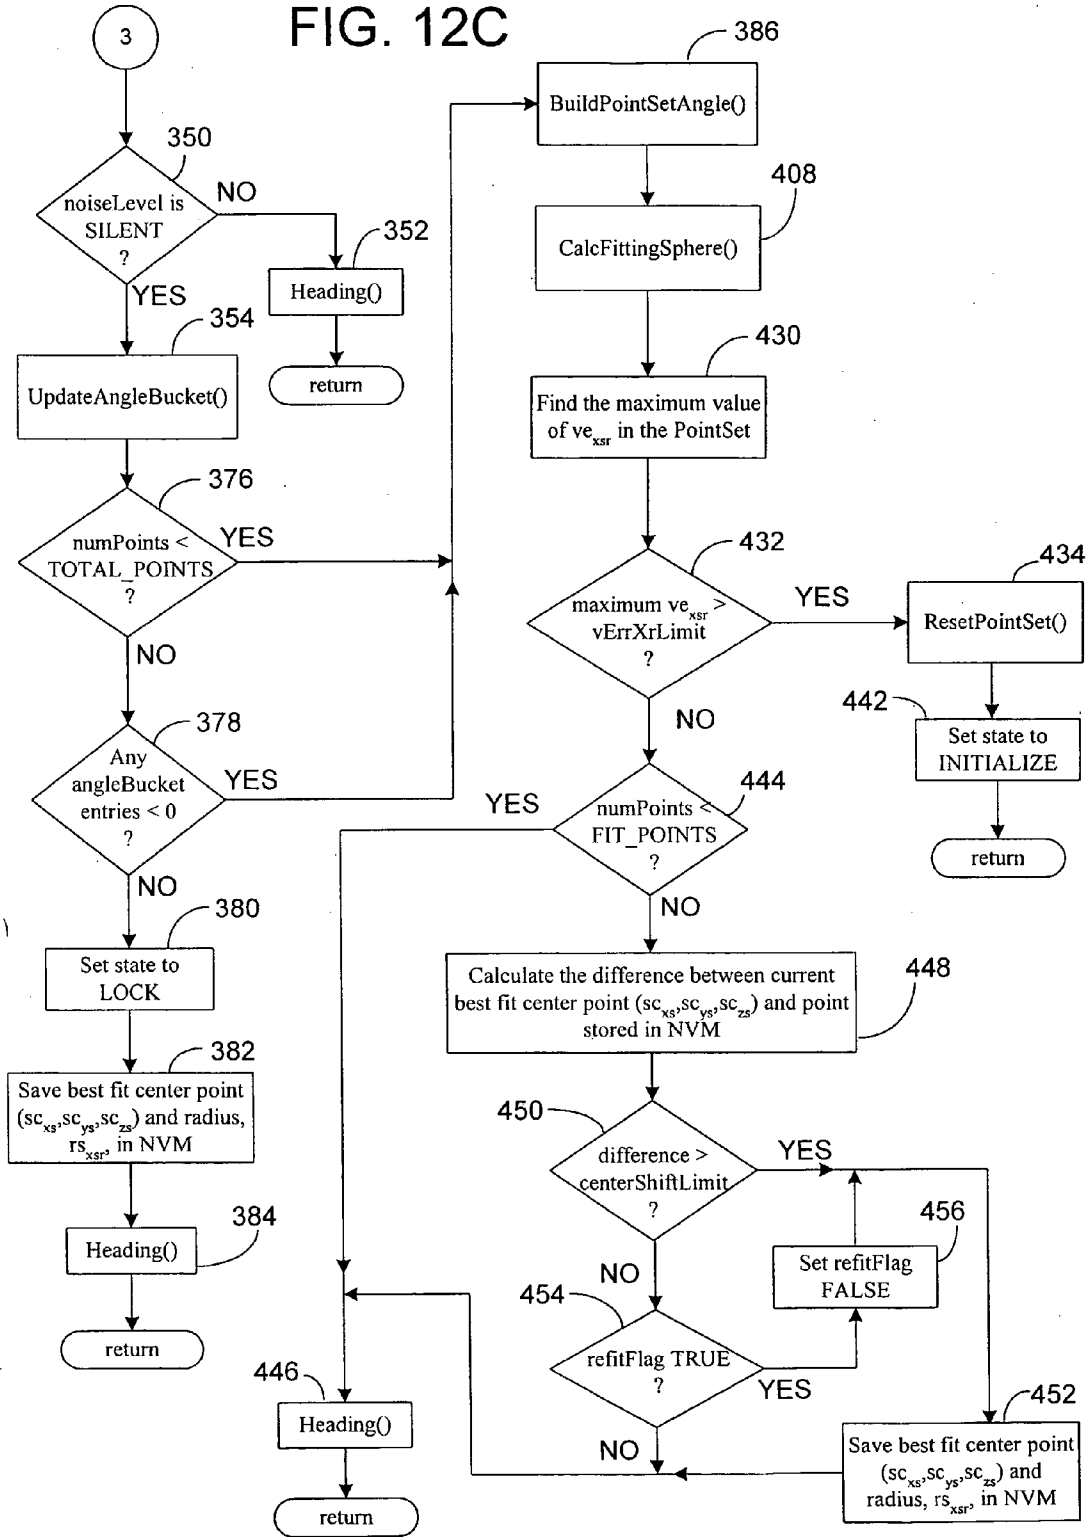 FIG. 12C
3
350
noiseLevel is
SILENT
?
NO
YES
352
Heading()
return
354
UpdateAngleBucket()
376
numPoints <
TOTAL_POINTS
?
YES
NO
378
Any
angleBucket
entries < 0
?
YES
NO
380
Set state to
LOCK
382
Save best fit center point
(sc_xs,sc_ys,sc_zs) and radius,
rs_xsr, in NVM
384
Heading()
return
386
BuildPointSetAngle()
408
CalcFittingSphere()
430
Find the maximum value
of ve_xsr in the PointSet
432
maximum ve_xsr >
vErrXrLimit
?
YES
NO
434
ResetPointSet()
442
Set state to
INITIALIZE
return
444
numPoints <
FIT_POINTS
?
YES
NO
448
Calculate the difference between current
best fit center point (sc_xs,sc_ys,sc_zs) and point
stored in NVM
450
difference >
centerShiftLimit
?
YES
NO
456
Set refitFlag
FALSE
454
refitFlag TRUE
?
YES
NO
452
Save best fit center point
(sc_xs,sc_ys,sc_zs) and
radius, rs_xsr, in NVM
446
Heading()
return